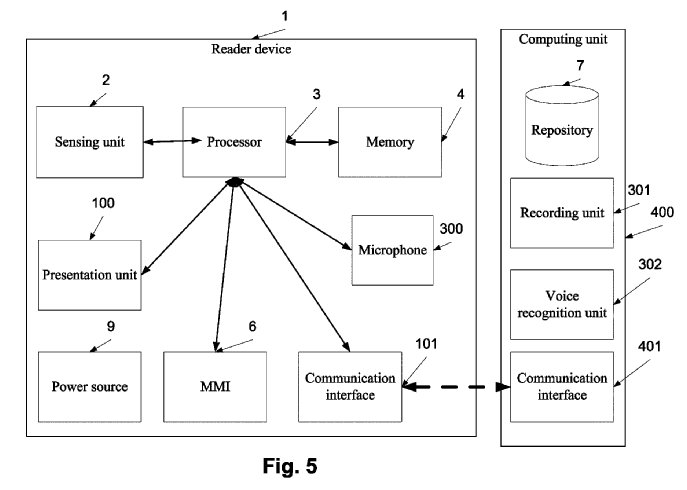 1
Reader device
Computing unit
2
3
4
7
Sensing unit
Processor
Memory
Repository
100
300
301
Recording unit
400
Presentation unit
Microphone
302
Voice
recognition unit
9
6
101
401
Power source
MMI
Communication
interface
Communication
interface
Fig. 5